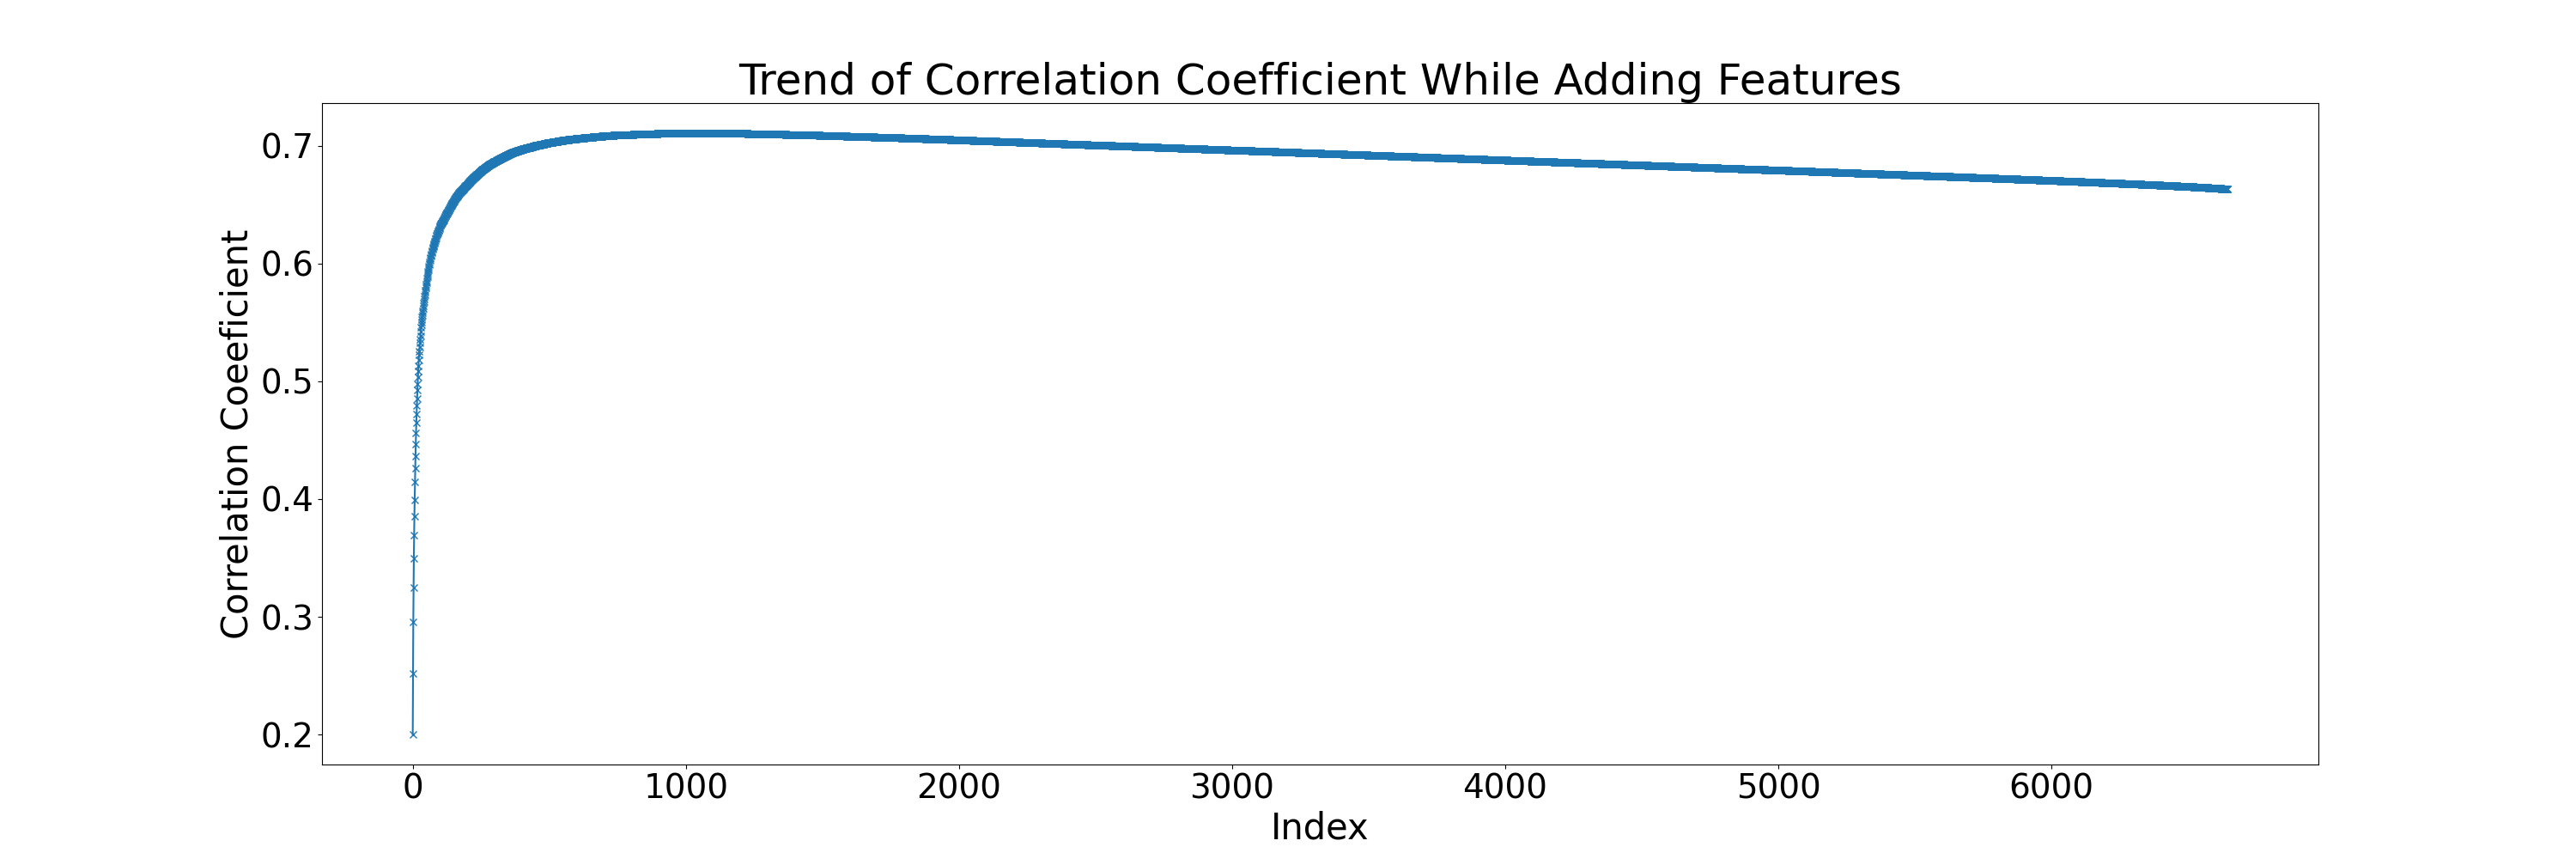 Trend of Correlation Coefficient While Adding Features
Correlation Coeeficient
0.7
0.6
0.5
0.4
0.3
0.2
0 1000 2000 3000 4000 5000 6000
Index